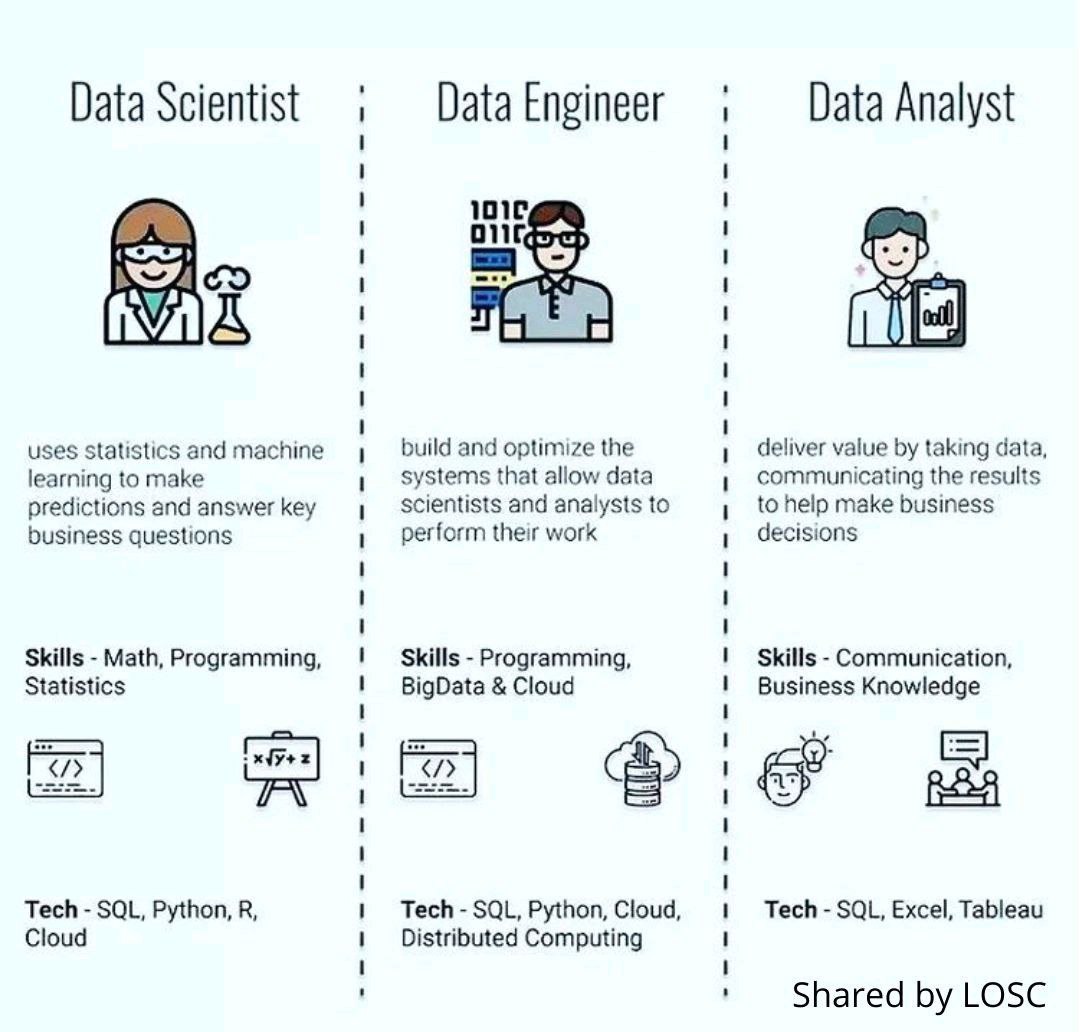 Data Scientist
uses statistics and machine
learning to make
predictions and answer key
business questions
Skills - Math, Programming,
Statistics
</>
x√y+ z
Tech - SQL, Python, R,
Cloud
Data Engineer
101C
011C
build and optimize the
systems that allow data
scientists and analysts to
perform their work
Skills - Programming,
BigData & Cloud
</>
Tech - SQL, Python, Cloud,
Distributed Computing
Data Analyst
deliver value by taking data,
communicating the results
to help make business
decisions
Skills - Communication,
Business Knowledge
Tech - SQL, Excel, Tableau
Shared by LOSC